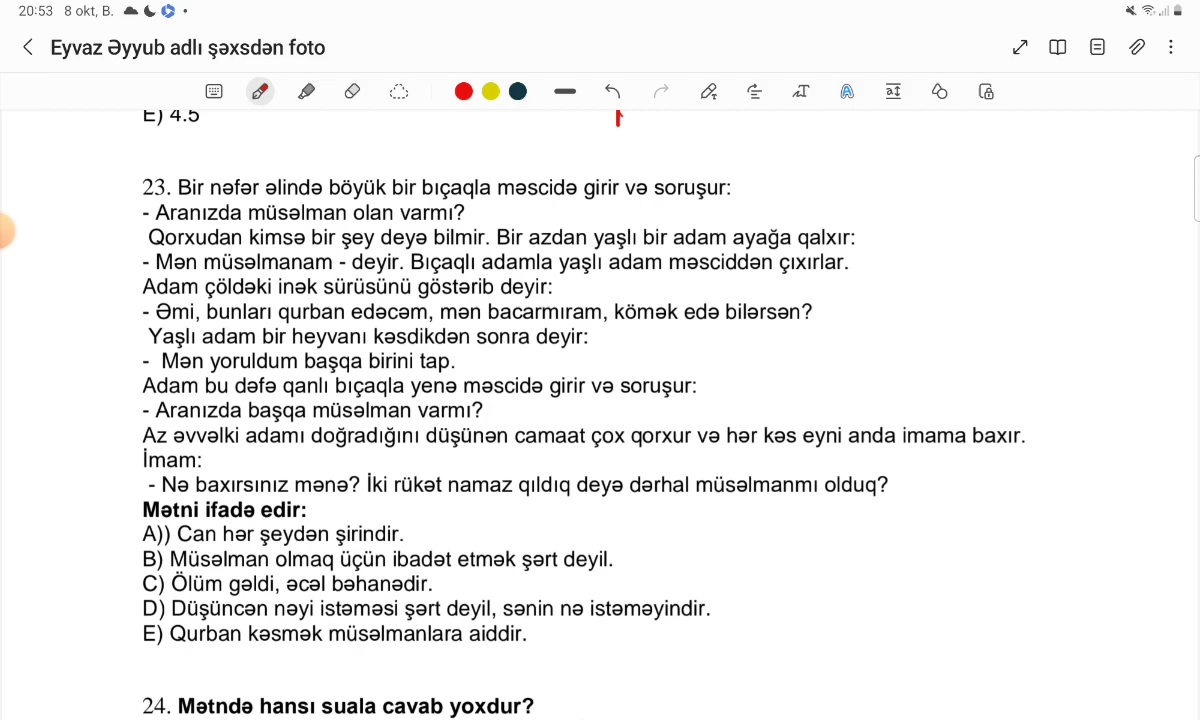 20:53 8 okt, B.
Eyvaz Əyyub adlı şəxsdən foto
E) 4.5
23. Bir nəfər əlində böyük bir bıçaqla məscidə girir və soruşur:
- Aranızda müsəlman olan varmı?
Qorxudan kimsə bir şey deyə bilmir. Bir azdan yaşlı bir adam ayağa qalxır:
- Mən müsəlmanam - deyir. Bıçaqlı adamla yaşlı adam məsciddən çıxırlar.
Adam çöldəki inək sürüsünü göstərib deyir:
- Əmi, bunları qurban edəcəm, mən bacarmıram, kömək edə bilərsən?
Yaşlı adam bir heyvanı kəsdikdən sonra deyir:
- Mən yoruldum başqa birini tap.
Adam bu dəfə qanlı bıçaqla yenə məscidə girir və soruşur:
- Aranızda başqa müsəlman varmı?
Az əvvəlki adamı doğradığını düşünən camaat çox qorxur və hər kəs eyni anda imama baxır.
İmam:
- Nə baxırsınız mənə? İki rükət namaz qıldıq deyə dərhal müsəlmanmı olduq?
Mətni ifadə edir:
A)) Can hər şeydən şirindir.
B) Müsəlman olmaq üçün ibadət etmək şərt deyil.
C) Ölüm gəldi, əcəl bəhanədir.
D) Düşüncən nəyi istəməsi şərt deyil, sənin nə istəməyindir.
E) Qurban kəsmək müsəlmanlara aiddir.
24. Mətndə hansı suala cavab yoxdur?